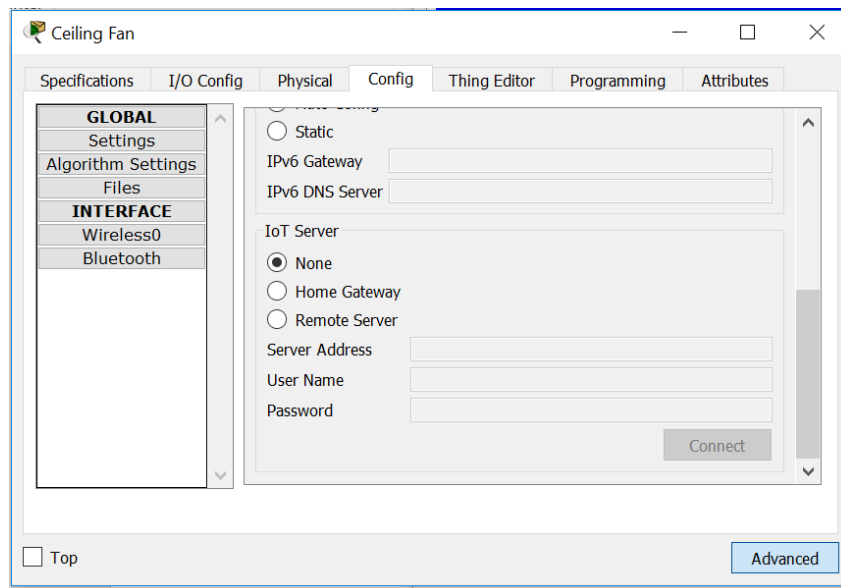 Ceiling Fan
Specifications I/O Config Physical Config Thing Editor Programming Attributes
GLOBAL
Settings
Algorithm Settings
Files
INTERFACE
Wireless0
Bluetooth
Static
IPv6 Gateway
IPv6 DNS Server
IoT Server
None
Home Gateway
Remote Server
Server Address
User Name
Password
Connect
Top
Advanced